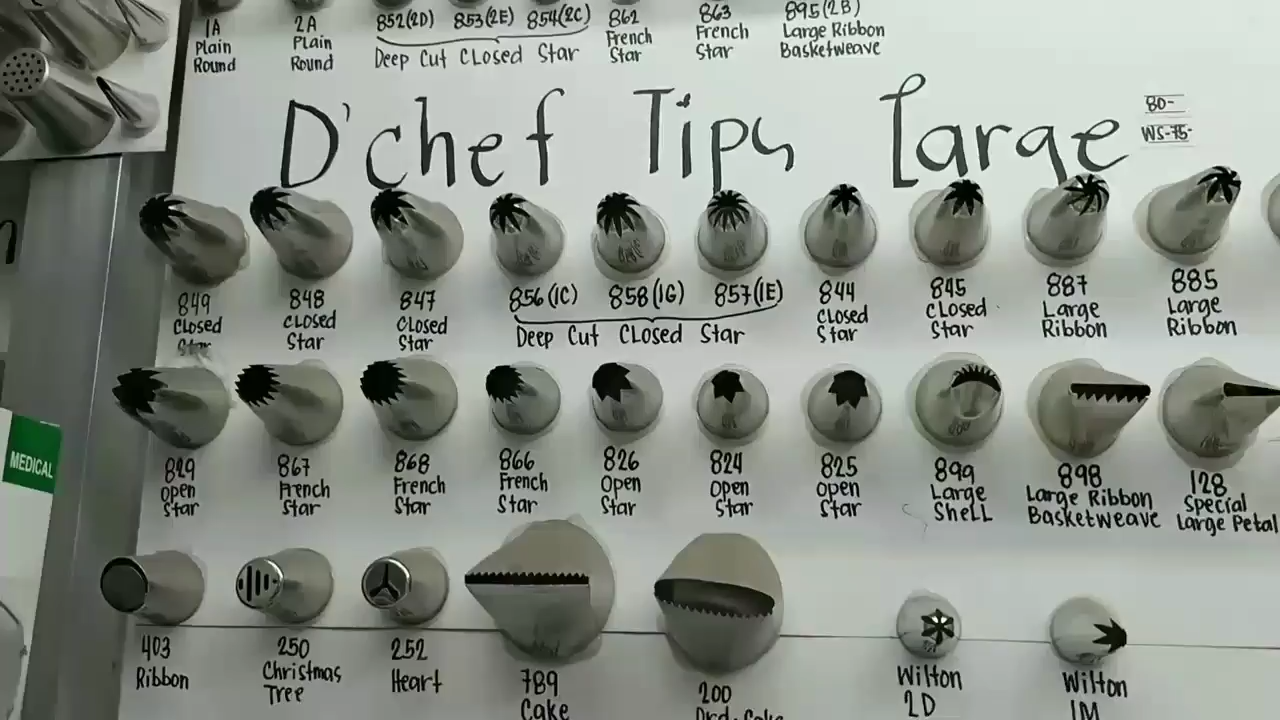 1A
Plain
Round
2A
Plain
Round
852(2D) 853(2E) 854(2C)
Deep Cut Closed Star
862
French
Star
863
French
Star
895(2B)
Large Ribbon
Basketweave
D'chef Tips Large
80-
WS-75-
849
Closed
Star
848
Closed
Star
847
Closed
Star
856(1C) 858(1G) 857(1E)
Deep Cut Closed Star
844
Closed
Star
845
Closed
Star
887
Large
Ribbon
885
Large
Ribbon
829
Open
Star
867
French
Star
868
French
Star
866
French
Star
826
Open
Star
824
Open
Star
825
Open
Star
899
Large
Shell
898
Large Ribbon
Basketweave
128
Special
Large Petal
MEDICAL
403
Ribbon
250
Christmas
Tree
252
Heart
789
Cake
200
Wilton
2D
Wilton
1M